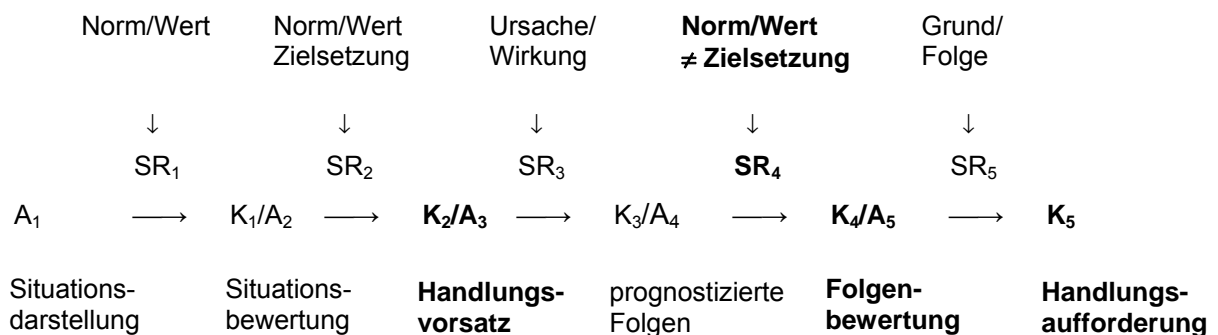 Norm/Wert Norm/Wert Ursache/ Norm/Wert Grund/
Zielsetzung Wirkung ≠ Zielsetzung Folge
↓ ↓ ↓ ↓ ↓
SR₁ SR₂ SR₃ SR₄ SR₅
A₁ ⟶ K₁/A₂ ⟶ K₂/A₃ ⟶ K₃/A₄ ⟶ K₄/A₅ ⟶ K₅
Situations- Situations- Handlungs- prognostizierte Folgen- Handlungs-
darstellung bewertung vorsatz Folgen bewertung aufforderung